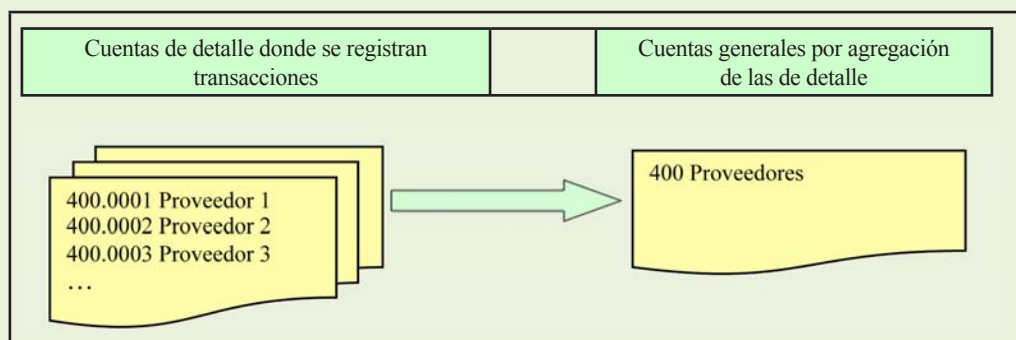 Cuentas de detalle donde se registran
transacciones
Cuentas generales por agregación
de las de detalle
400.0001 Proveedor 1
400.0002 Proveedor 2
400.0003 Proveedor 3
…
400 Proveedores